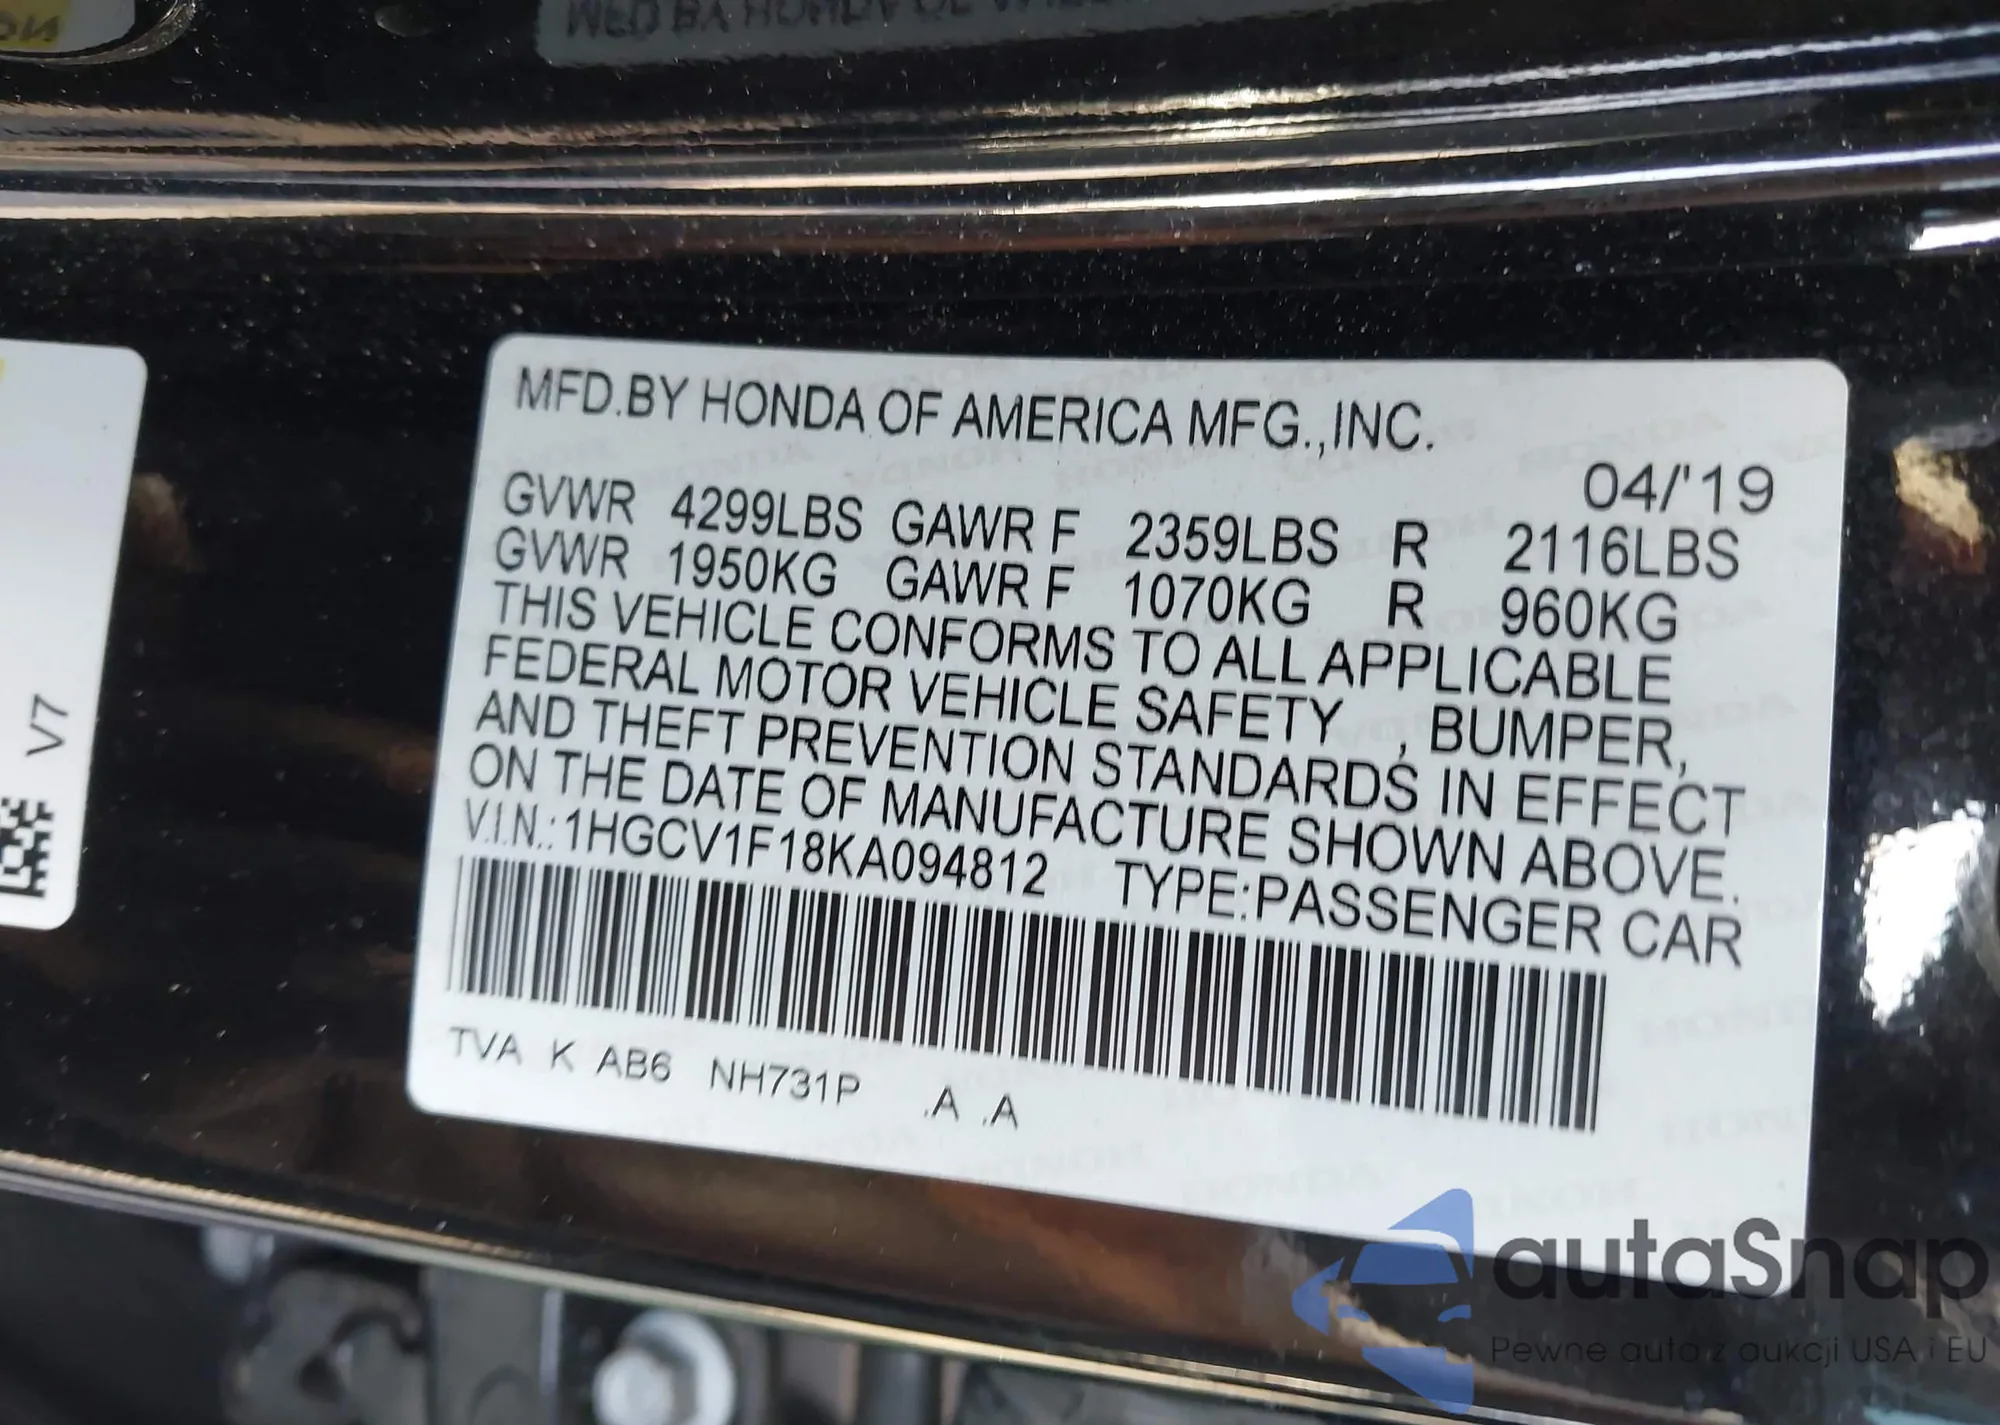 MFD.BY HONDA OF AMERICA MFG.,INC.
04/'19
GVWR 4299LBS GAWR F 2359LBS R 2116LBS
GVWR 1950KG GAWR F 1070KG R 960KG
THIS VEHICLE CONFORMS TO ALL APPLICABLE
FEDERAL MOTOR VEHICLE SAFETY , BUMPER,
AND THEFT PREVENTION STANDARDS IN EFFECT
ON THE DATE OF MANUFACTURE SHOWN ABOVE.
V.I.N.:1HGCV1F18KA094812 TYPE:PASSENGER CAR
TVA K AB6 NH731P .A .A
V7
autaSnap
Pewne auta z aukcji USA i EU